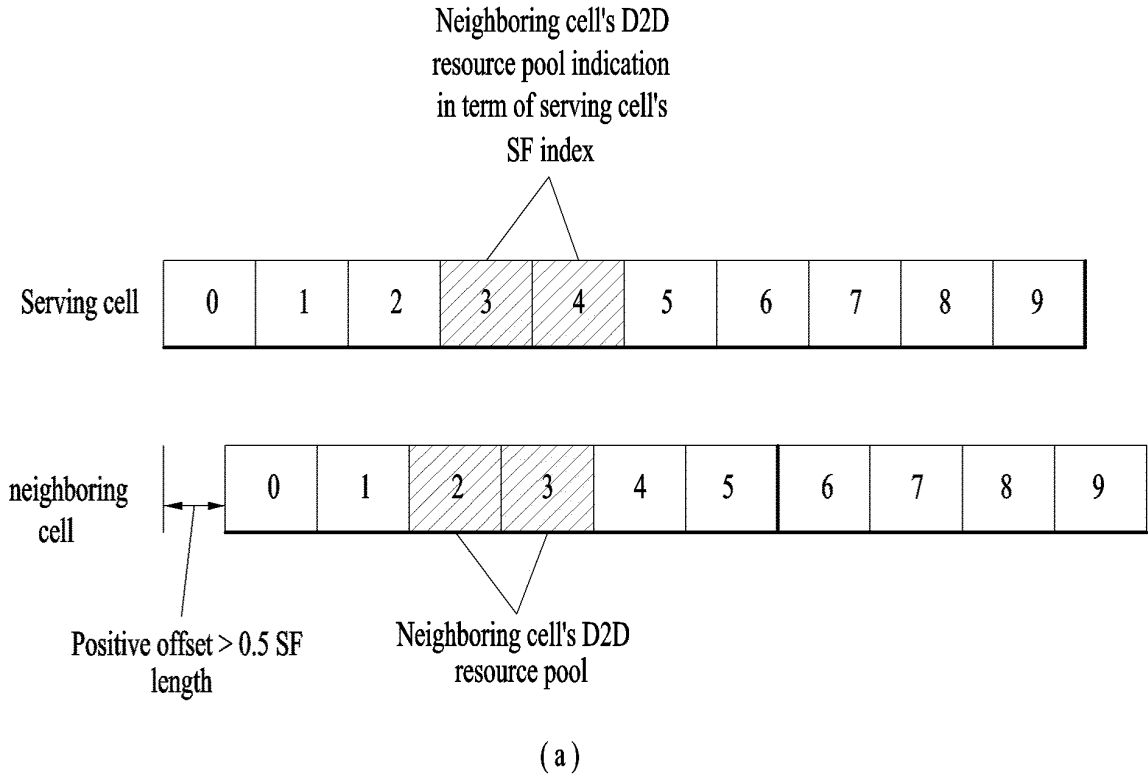 Neighboring cell's D2D
resource pool indication
in term of serving cell's
SF index
Serving cell
0 1 2 3 4 5 6 7 8 9
neighboring
cell
0 1 2 3 4 5 6 7 8 9
Positive offset > 0.5 SF
length
Neighboring cell's D2D
resource pool
( a )